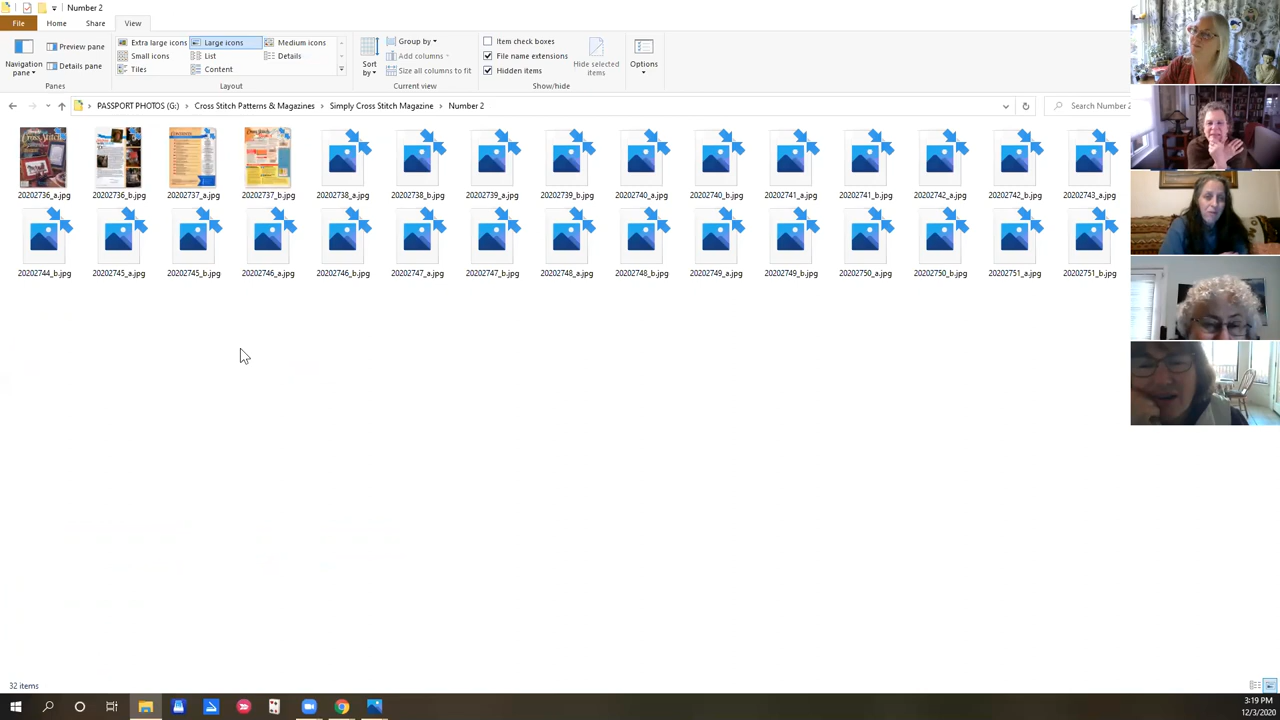 Number 2
File Home Share View
Navigation pane
Preview pane
Details pane
Panes
Extra large icons Large icons Medium icons
Small icons List Details
Tiles Content
Layout
Sort by
Group by
Add columns
Size all columns to fit
Current view
Item check boxes
File name extensions
Hidden items
Hide selected items
Show/hide
Options
PASSPORT PHOTOS (G:) > Cross Stitch Patterns & Magazines > Simply Cross Stitch Magazine > Number 2
Search Number 2
Cross Stitch
20202736_a.jpg 20202736_b.jpg 20202737_a.jpg 20202737_b.jpg 20202738_a.jpg 20202738_b.jpg 20202739_a.jpg 20202739_b.jpg 20202740_a.jpg 20202740_b.jpg 20202741_a.jpg 20202741_b.jpg 20202742_a.jpg 20202742_b.jpg 20202743_a.jpg
20202744_b.jpg 20202745_a.jpg 20202745_b.jpg 20202746_a.jpg 20202746_b.jpg 20202747_a.jpg 20202747_b.jpg 20202748_a.jpg 20202748_b.jpg 20202749_a.jpg 20202749_b.jpg 20202750_a.jpg 20202750_b.jpg 20202751_a.jpg 20202751_b.jpg
32 items
3:19 PM
12/3/2020